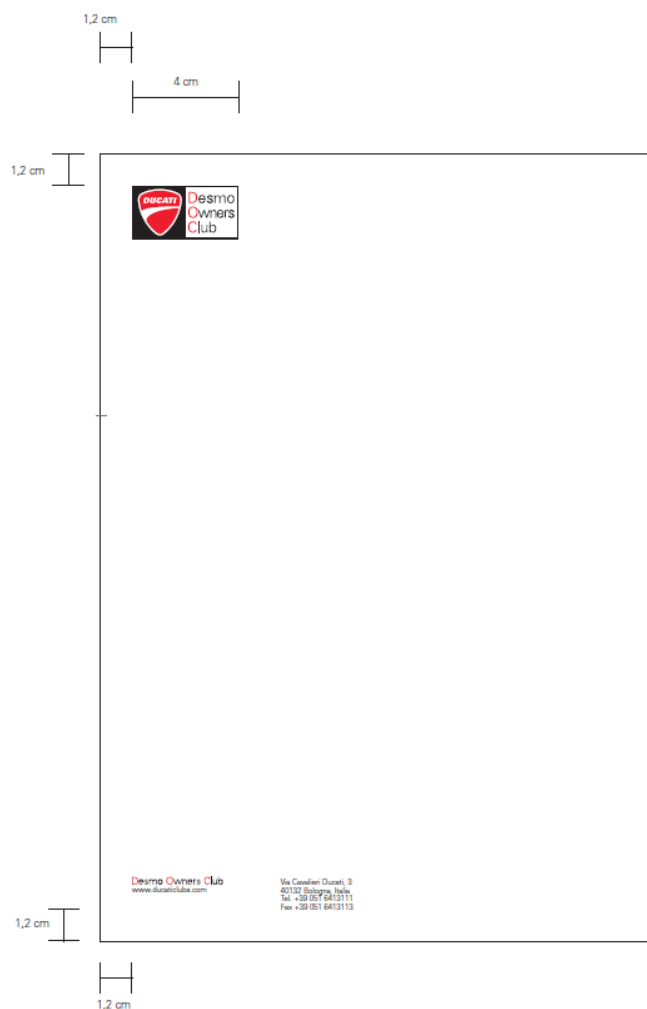 1,2 cm
4 cm
1,2 cm
DUCATI
Desmo
Owners
Club
Desmo Owners Club
www.ducaticlubs.com
Via Cavalieri Ducati, 3
40132 Bologna, Italia
Tel. +39 051 6413111
Fax +39 051 6413113
1,2 cm
1,2 cm